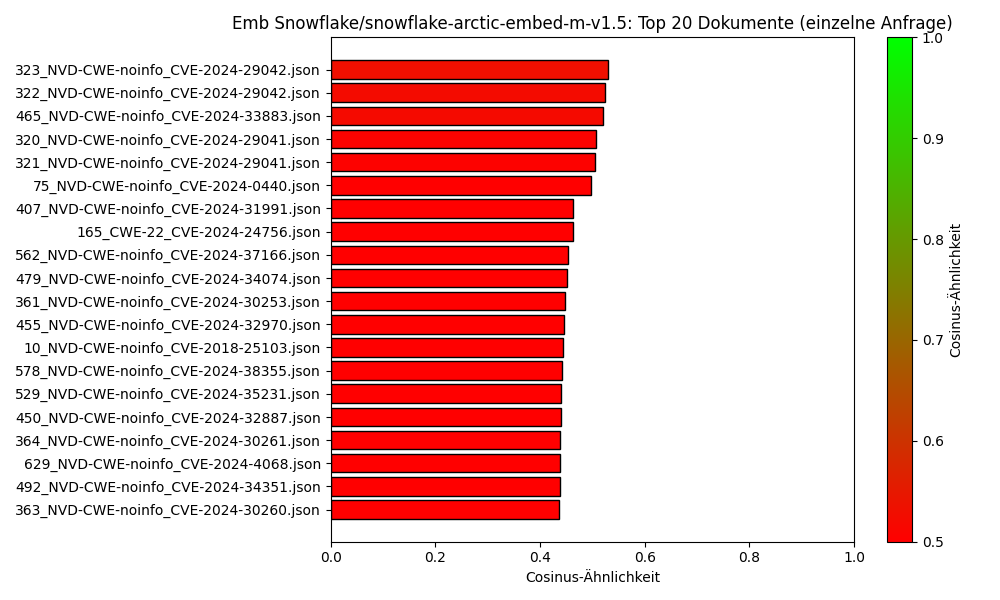 Emb Snowflake/snowflake-arctic-embed-m-v1.5: Top 20 Dokumente (einzelne Anfrage)
323_NVD-CWE-noinfo_CVE-2024-29042.json
322_NVD-CWE-noinfo_CVE-2024-29042.json
465_NVD-CWE-noinfo_CVE-2024-33883.json
320_NVD-CWE-noinfo_CVE-2024-29041.json
321_NVD-CWE-noinfo_CVE-2024-29041.json
75_NVD-CWE-noinfo_CVE-2024-0440.json
407_NVD-CWE-noinfo_CVE-2024-31991.json
165_CWE-22_CVE-2024-24756.json
562_NVD-CWE-noinfo_CVE-2024-37166.json
479_NVD-CWE-noinfo_CVE-2024-34074.json
361_NVD-CWE-noinfo_CVE-2024-30253.json
455_NVD-CWE-noinfo_CVE-2024-32970.json
10_NVD-CWE-noinfo_CVE-2018-25103.json
578_NVD-CWE-noinfo_CVE-2024-38355.json
529_NVD-CWE-noinfo_CVE-2024-35231.json
450_NVD-CWE-noinfo_CVE-2024-32887.json
364_NVD-CWE-noinfo_CVE-2024-30261.json
629_NVD-CWE-noinfo_CVE-2024-4068.json
492_NVD-CWE-noinfo_CVE-2024-34351.json
363_NVD-CWE-noinfo_CVE-2024-30260.json
0.0 0.2 0.4 0.6 0.8 1.0
Cosinus-Ähnlichkeit
1.0
0.9
0.8
0.7
0.6
0.5
Cosinus-Ähnlichkeit